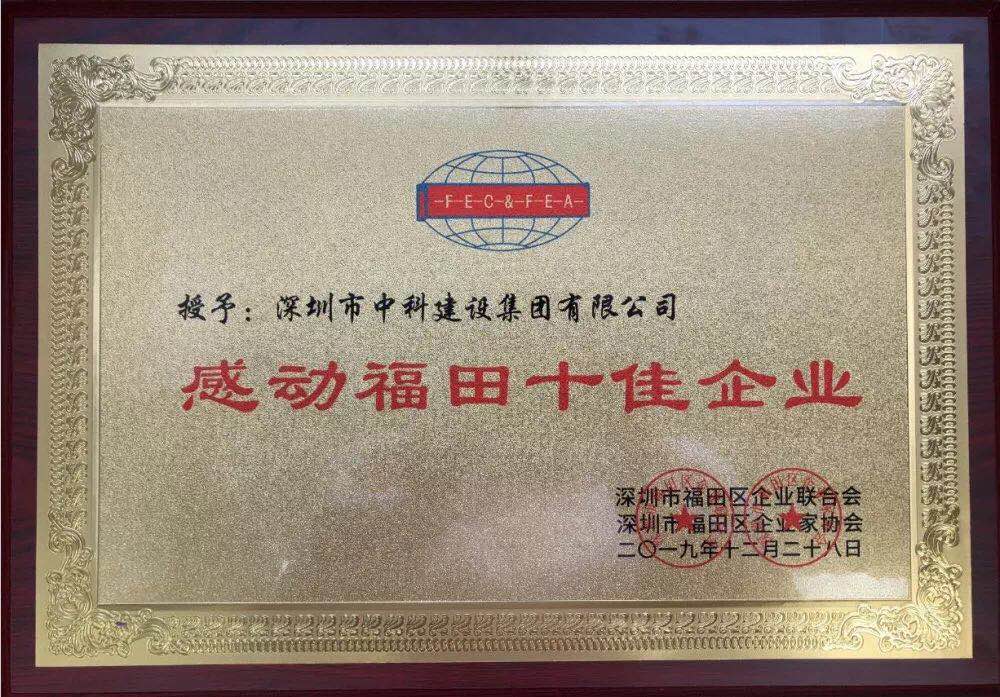 -F-E-C-&-F-E-A-
授予：深圳市中科建设集团有限公司
感动福田十佳企业
深圳市福田区企业联合会
深圳市福田区企业家协会
二〇一九年十二月二十八日